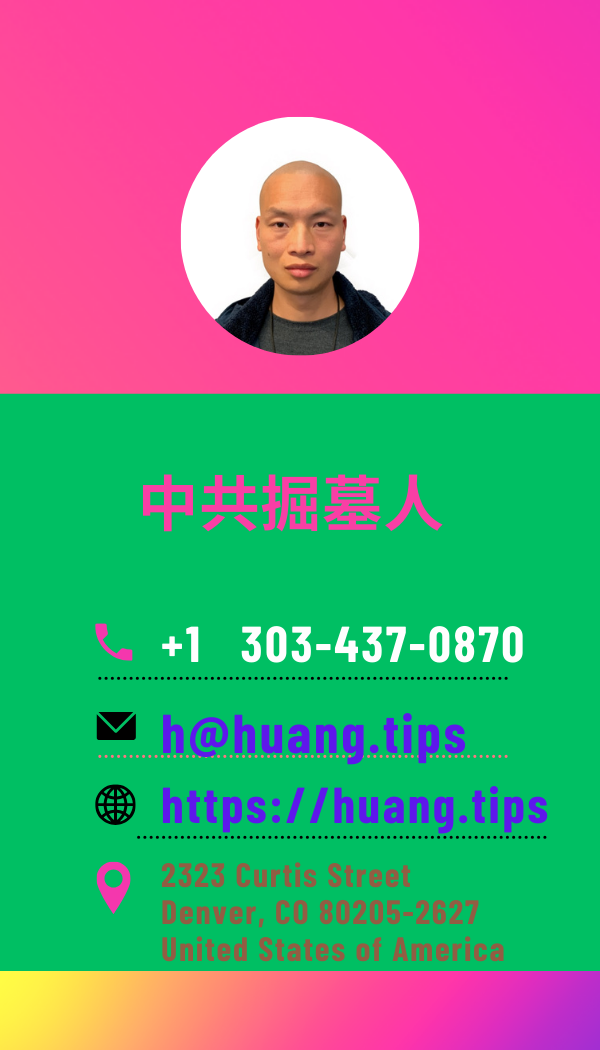 中共掘墓人
+1 303-437-0870
h@huang.tips
https://huang.tips
2323 Curtis Street
Denver, CO 80205-2627
United States of America